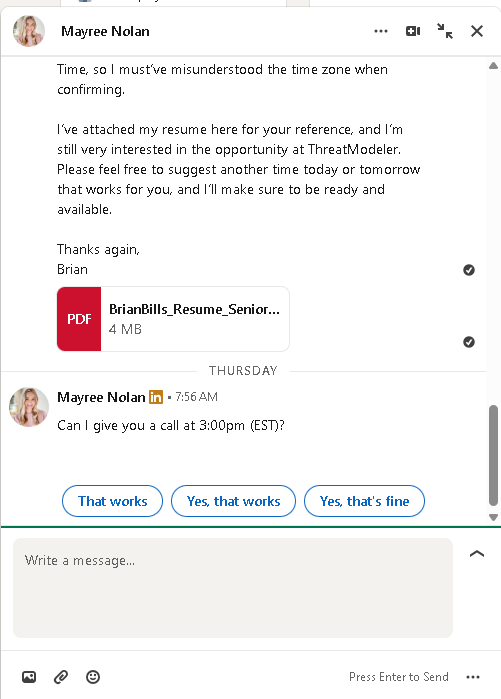 Mayree Nolan
Time, so I must've misunderstood the time zone when
confirming.
I've attached my resume here for your reference, and I'm
still very interested in the opportunity at ThreatModeler.
Please feel free to suggest another time today or tomorrow
that works for you, and I'll make sure to be ready and
available.
Thanks again,
Brian
PDF
BrianBills_Resume_Senior...
4 MB
THURSDAY
Mayree Nolan in • 7:56 AM
Can I give you a call at 3:00pm (EST)?
That works
Yes, that works
Yes, that's fine
Write a message...
Press Enter to Send